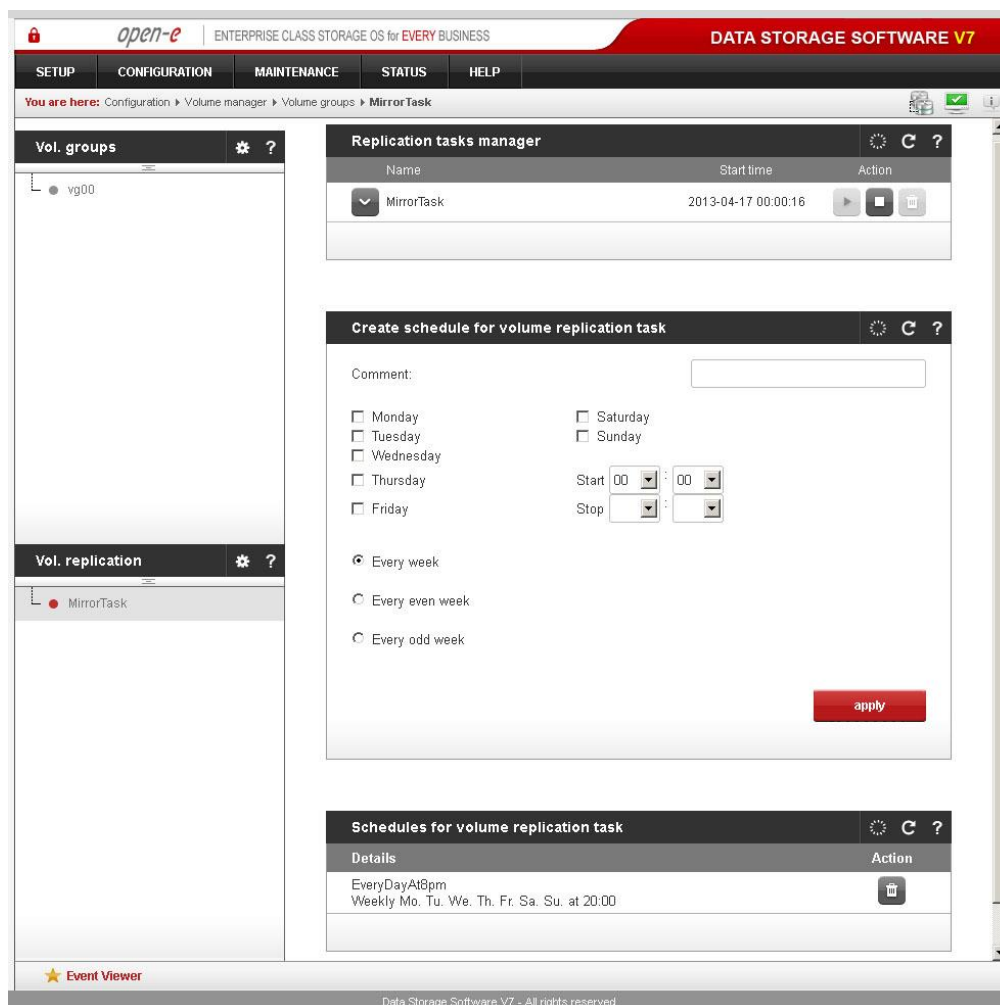 open-e ENTERPRISE CLASS STORAGE OS for EVERY BUSINESS DATA STORAGE SOFTWARE V7
SETUP CONFIGURATION MAINTENANCE STATUS HELP
You are here: Configuration Volume manager Volume groups MirrorTask
Vol. groups ?
vg00
Replication tasks manager ?
Name Start time Action
MirrorTask 2013-04-17 00:00:16
Create schedule for volume replication task ?
Comment:
Monday Saturday
Tuesday Sunday
Wednesday
Thursday Start 00 : 00
Friday Stop :
Every week
Every even week
Every odd week
apply
Vol. replication ?
MirrorTask
Schedules for volume replication task ?
Details Action
EveryDayAt8pm
Weekly Mo. Tu. We. Th. Fr. Sa. Su. at 20:00
Event Viewer
Data Storage Software V7 - All rights reserved